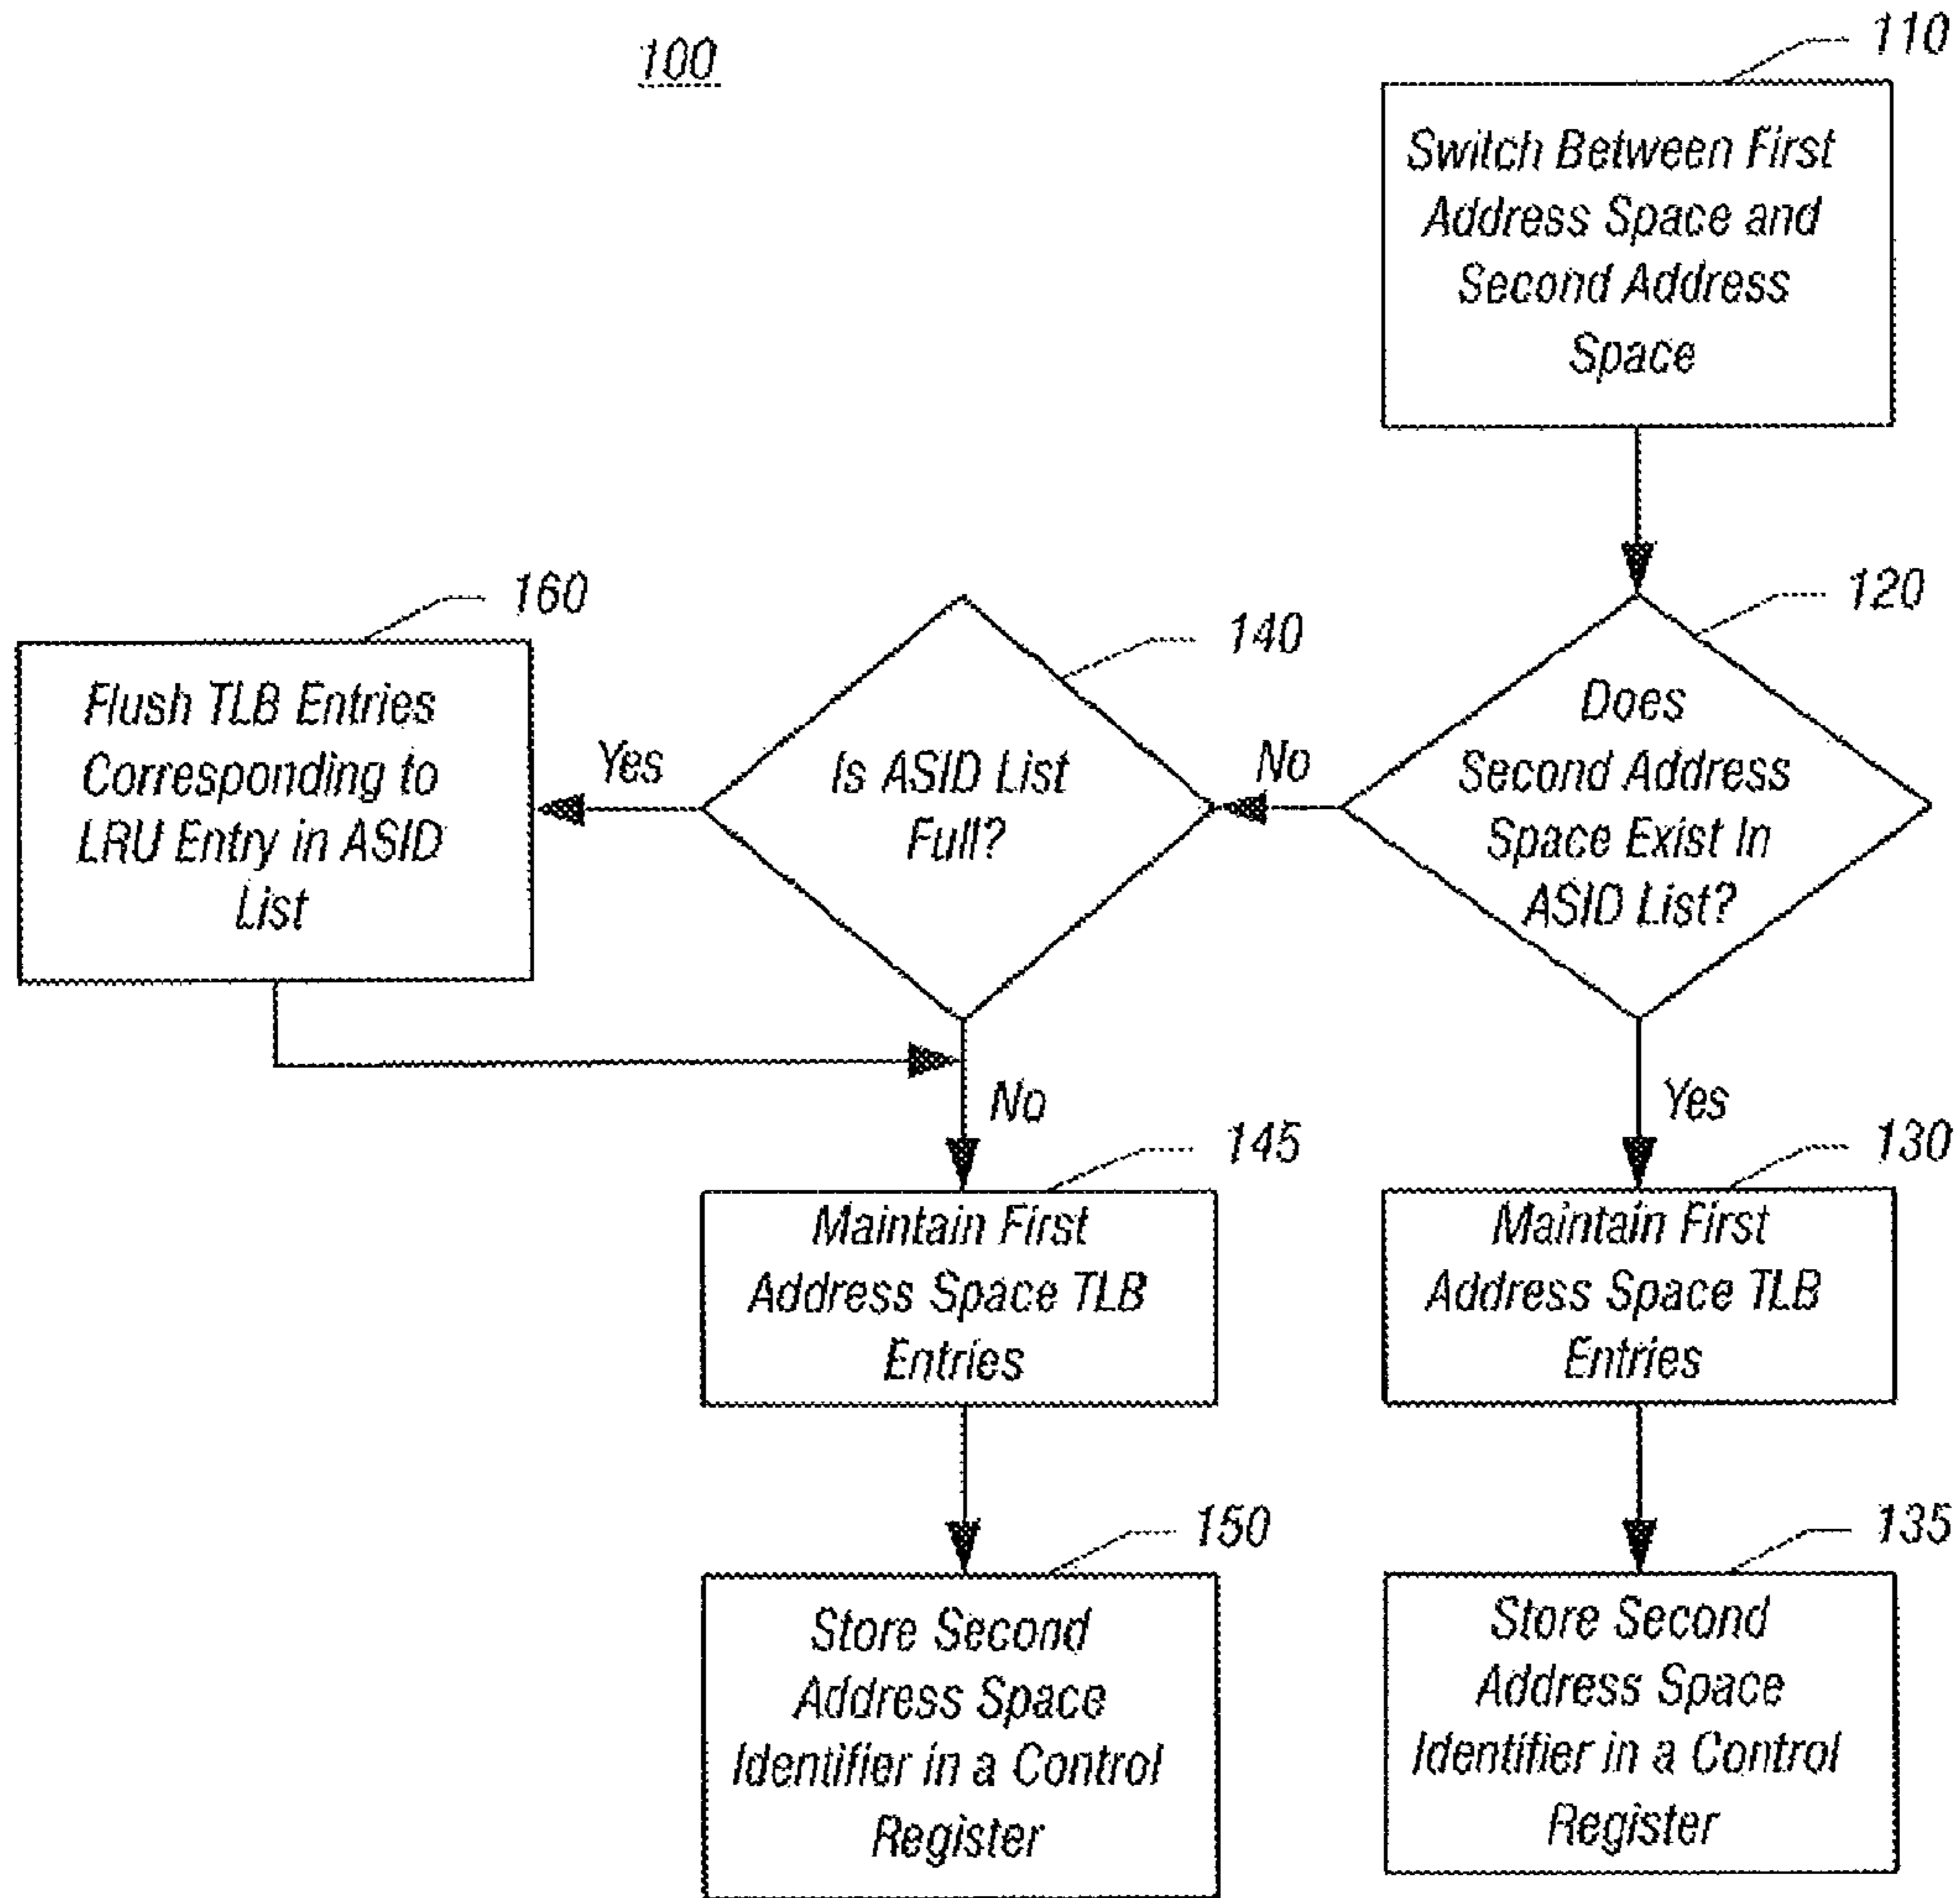 100
110
Switch Between First
Address Space and
Second Address
Space
120
Does
Second Address
Space Exist In
ASID List?
No
Yes
140
Is ASID List
Full?
Yes
No
160
Flush TLB Entries
Corresponding to
LRU Entry in ASID
List
145
Maintain First
Address Space TLB
Entries
130
Maintain First
Address Space TLB
Entries
150
Store Second
Address Space
Identifier in a Control
Register
135
Store Second
Address Space
Identifier in a Control
Register